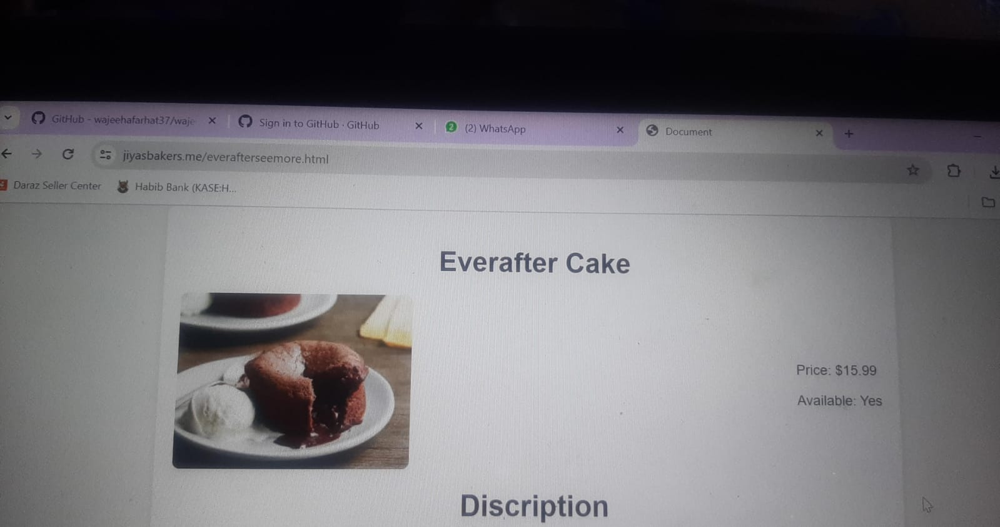 GitHub - wajeehafarhat37/waje
Sign in to GitHub · GitHub
2
(2) WhatsApp
Document
jiyasbakers.me/everafterseemore.html
Daraz Seller Center
Habib Bank (KASE:H...
Everafter Cake
Price: $15.99
Available: Yes
Discription